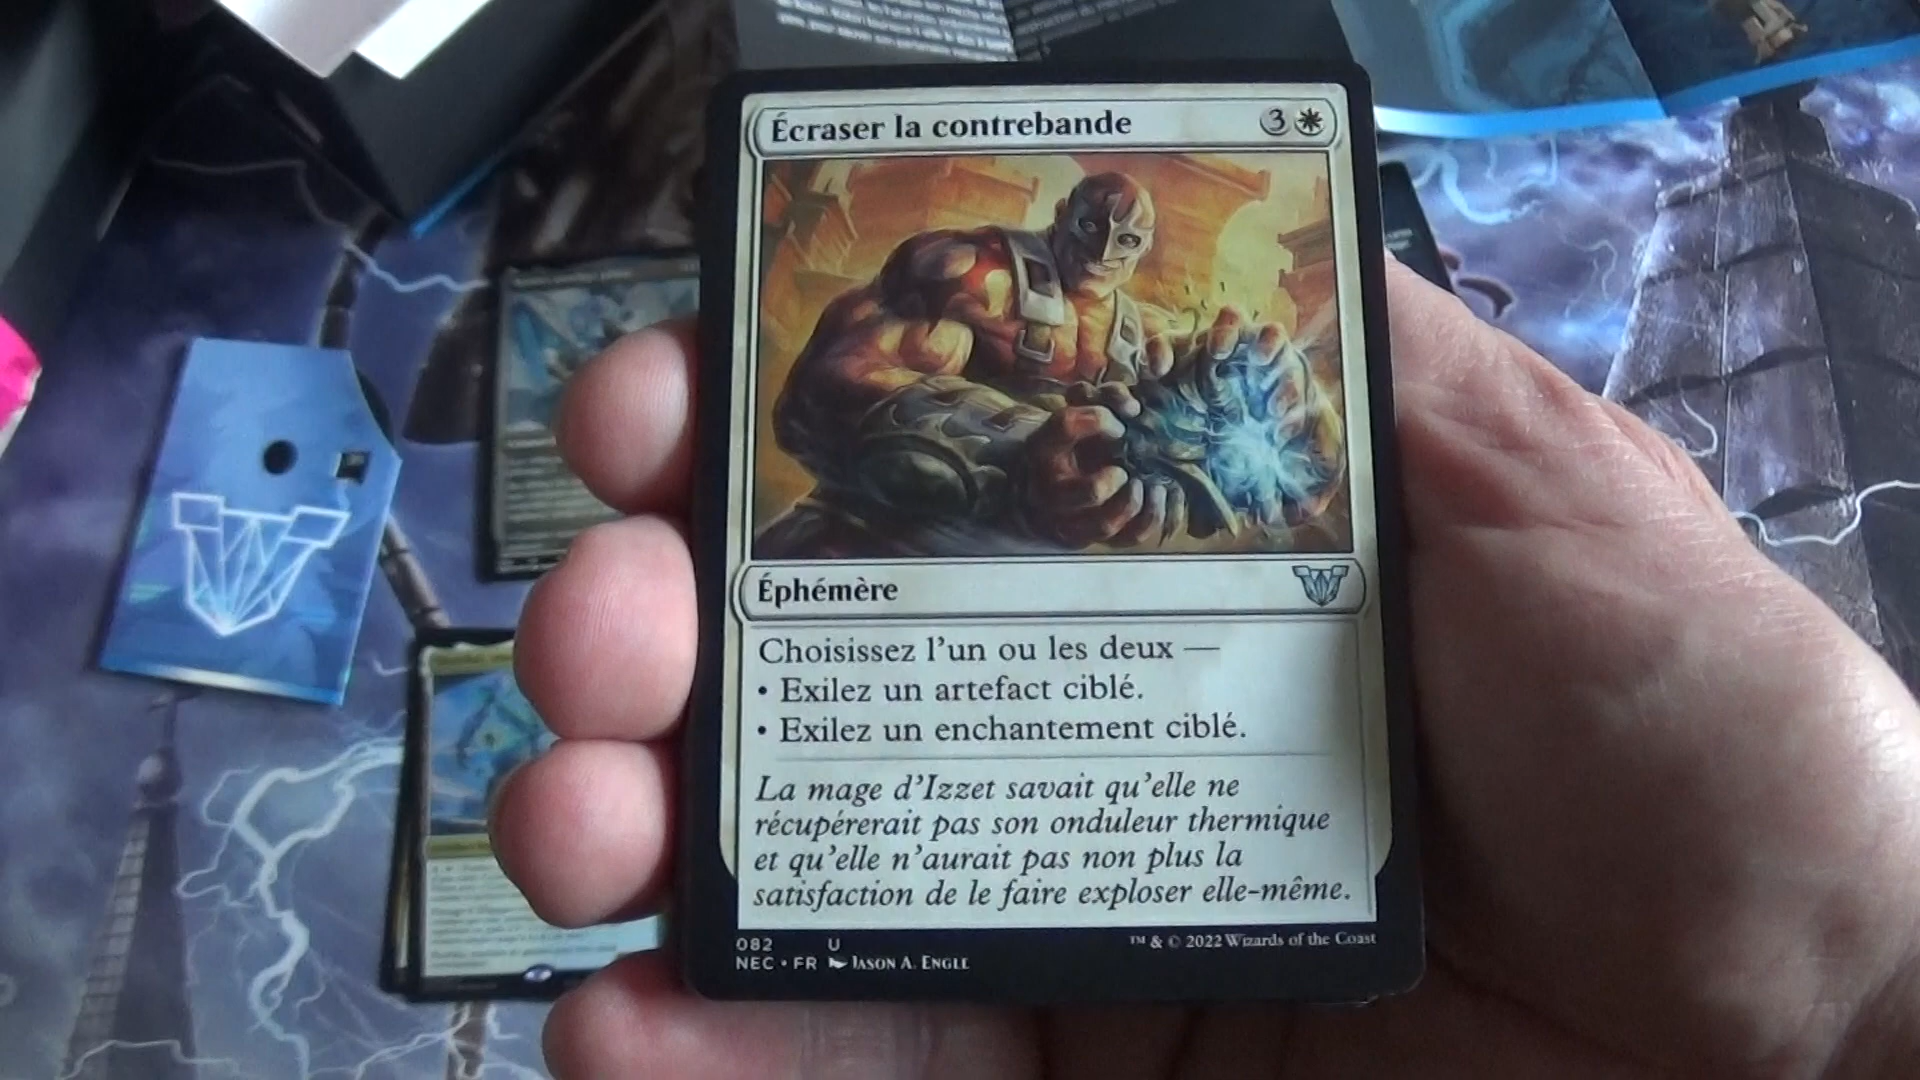 Écraser la contrebande 3
Éphémère
Choisissez l'un ou les deux —
• Exilez un artefact ciblé.
• Exilez un enchantement ciblé.
La mage d'Izzet savait qu'elle ne
récupérerait pas son onduleur thermique
et qu'elle n'aurait pas non plus la
satisfaction de le faire exploser elle-même.
082 U
NEC • FR Jason A. Engle
™ & © 2022 Wizards of the Coast